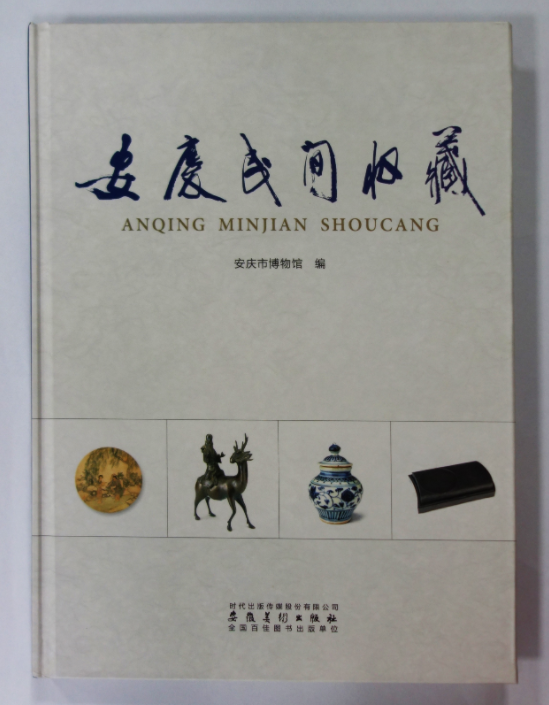 安慶民间收藏
ANQING MINJIAN SHOUCANG
安庆市博物馆 编
时代出版传媒股份有限公司
安徽美术出版社
全国百佳图书出版单位